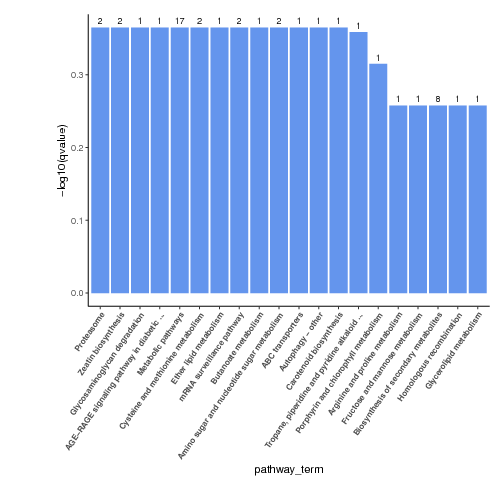 2 2 1 1 17 2 1 2 1 2 1 1 1 1 1 1 1 8 1 1
0.3
0.2
0.1
0.0
−log10(qvalue)
Proteasome
Zeatin biosynthesis
Glycosaminoglycan degradation
AGE−RAGE signaling pathway in diabetic ...
Metabolic pathways
Cysteine and methionine metabolism
Ether lipid metabolism
mRNA surveillance pathway
Butanoate metabolism
Amino sugar and nucleotide sugar metabolism
ABC transporters
Autophagy − other
Carotenoid biosynthesis
Tropane, piperidine and pyridine alkaloid ...
Porphyrin and chlorophyll metabolism
Arginine and proline metabolism
Fructose and mannose metabolism
Biosynthesis of secondary metabolites
Homologous recombination
Glycerolipid metabolism
pathway_term